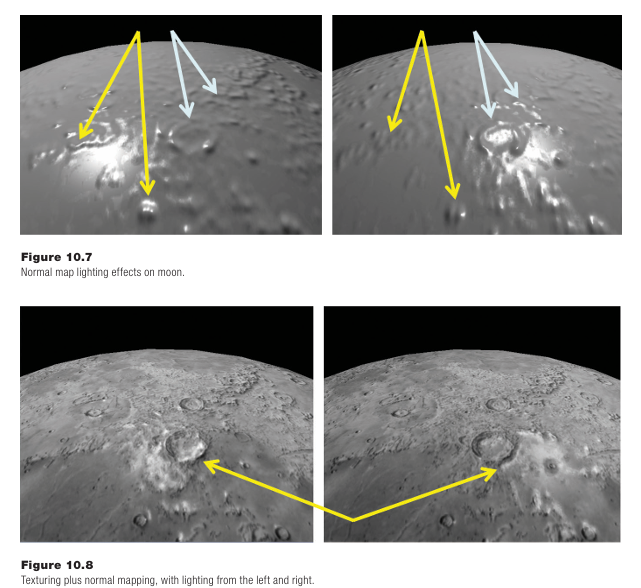 Figure 10.7
Normal map lighting effects on moon.
Figure 10.8
Texturing plus normal mapping, with lighting from the left and right.